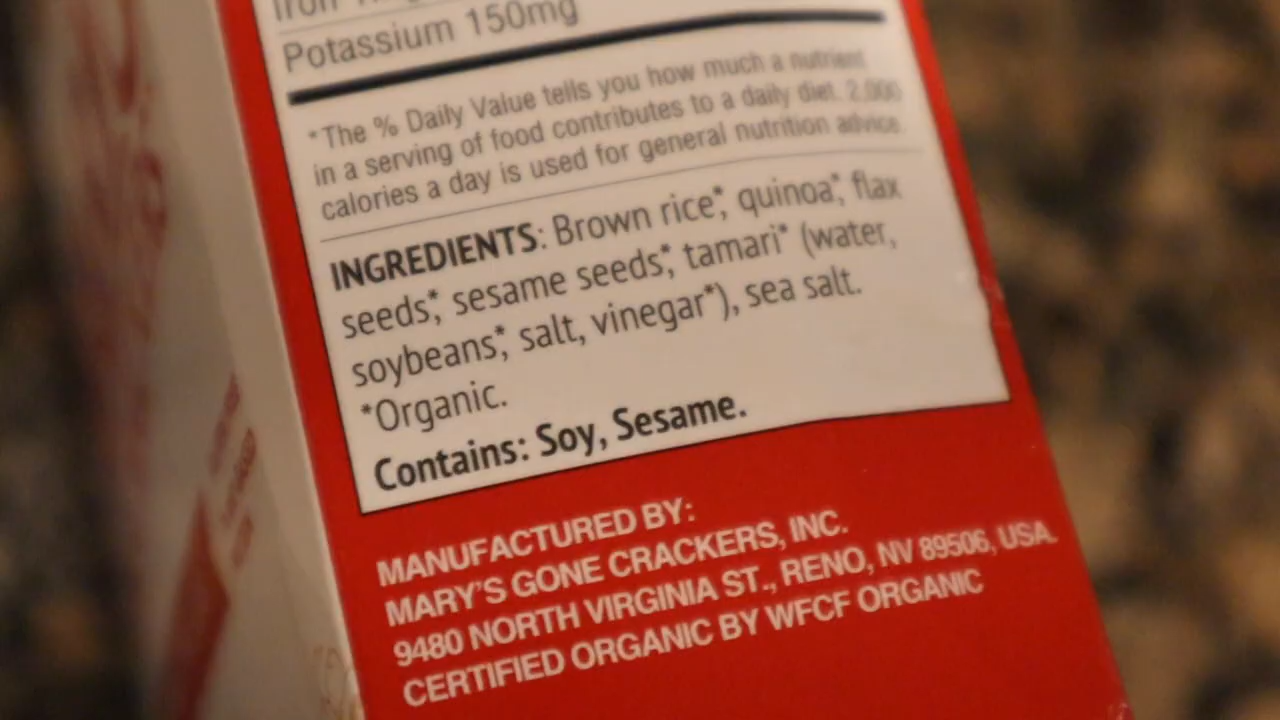 Iron
Potassium 150mg
*The % Daily Value tells you how much a nutrient
in a serving of food contributes to a daily diet. 2,000
calories a day is used for general nutrition advice.
INGREDIENTS: Brown rice*, quinoa*, flax
seeds*, sesame seeds*, tamari* (water,
soybeans*, salt, vinegar*), sea salt.
*Organic.
Contains: Soy, Sesame.
MANUFACTURED BY:
MARY'S GONE CRACKERS, INC.
9480 NORTH VIRGINIA ST., RENO, NV 89506, USA.
CERTIFIED ORGANIC BY WFCF ORGANIC